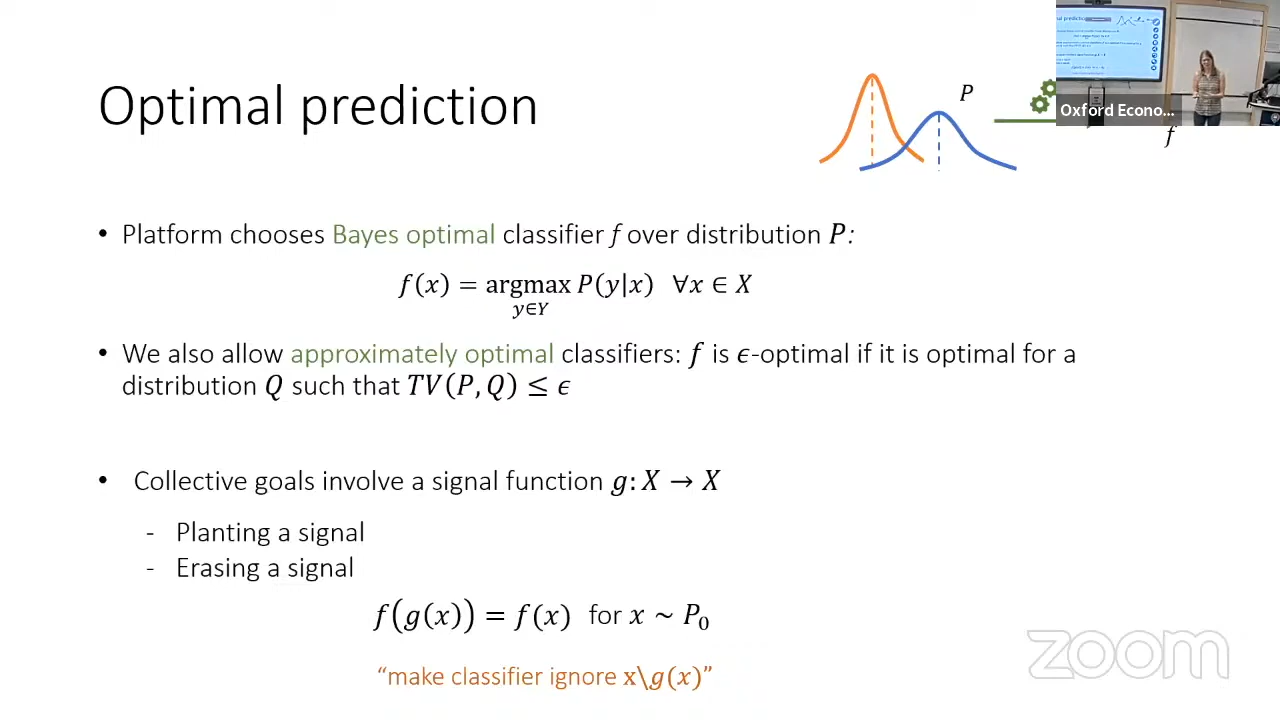 Optimal prediction
P
Oxford Econo...
f
• Platform chooses Bayes optimal classifier f over distribution P:
f(x) = argmax P(y|x) ∀x ∈ X
y∈Y
• We also allow approximately optimal classifiers: f is ϵ-optimal if it is optimal for a
distribution Q such that TV(P, Q) ≤ ϵ
• Collective goals involve a signal function g: X → X
- Planting a signal
- Erasing a signal
f(g(x)) = f(x) for x ~ P₀
“make classifier ignore x\g(x)”
zoom